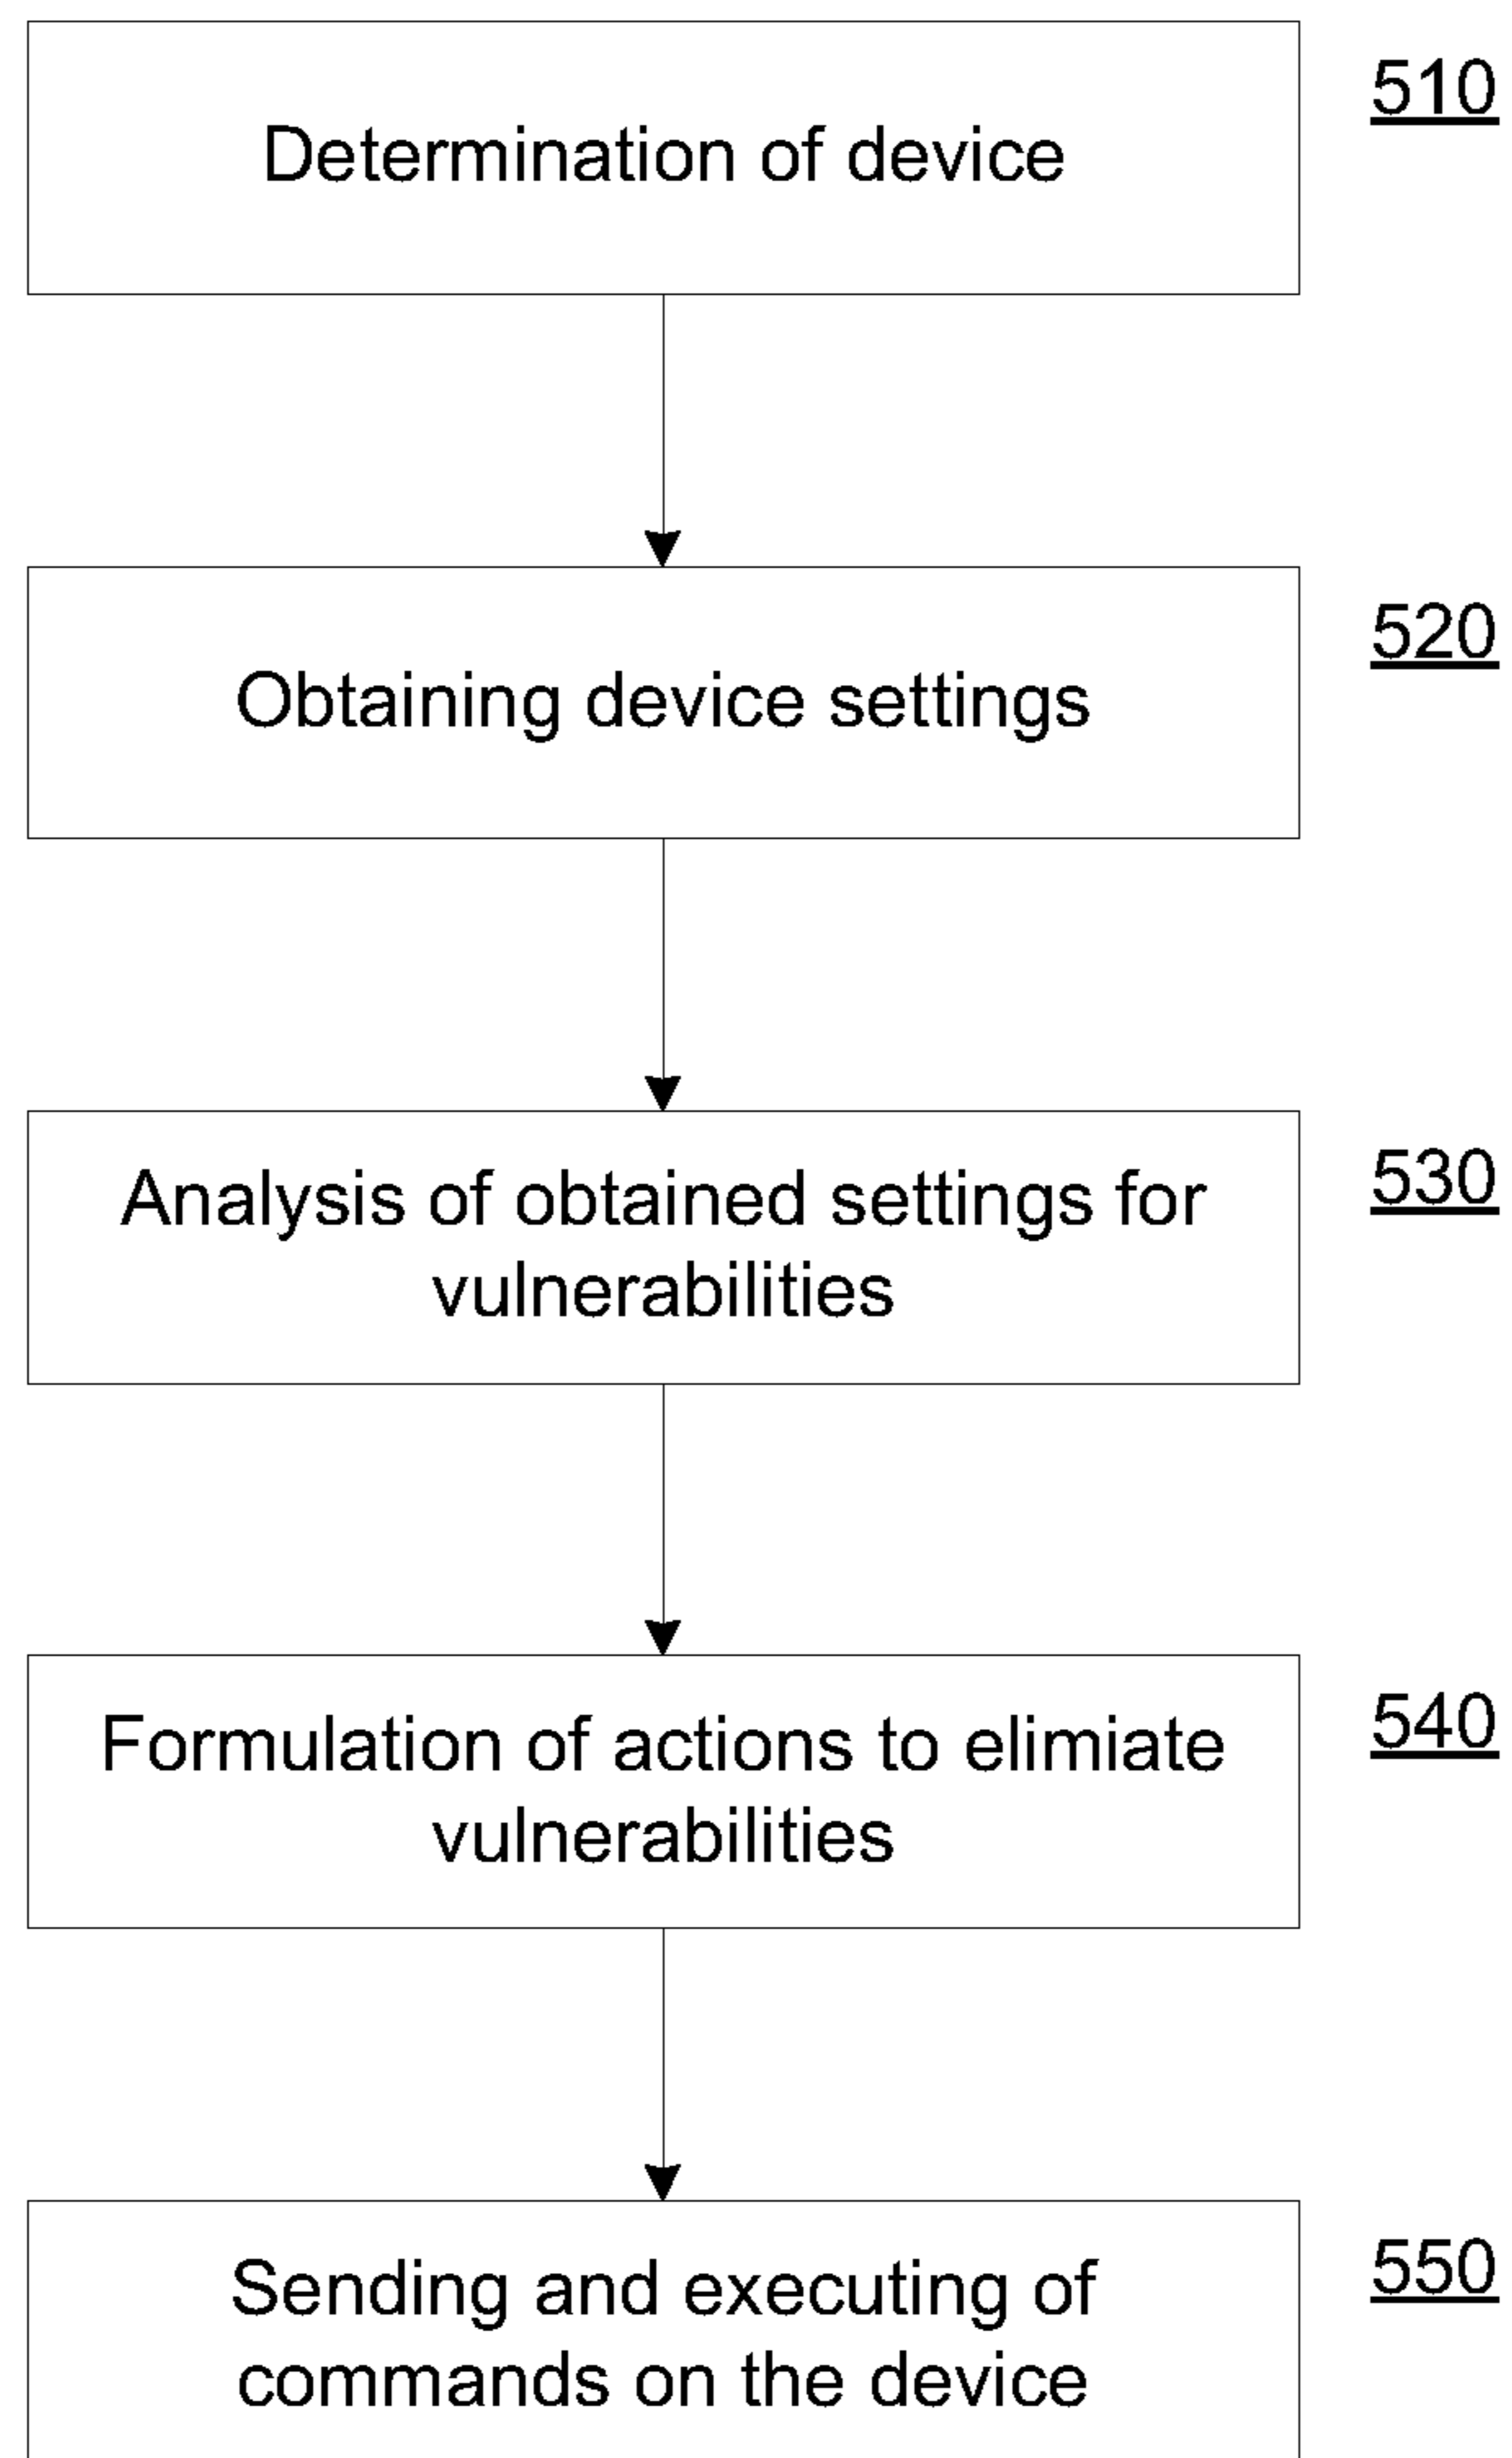 Determination of device
510
Obtaining device settings
520
Analysis of obtained settings for
vulnerabilities
530
Formulation of actions to elimiate
vulnerabilities
540
Sending and executing of
commands on the device
550